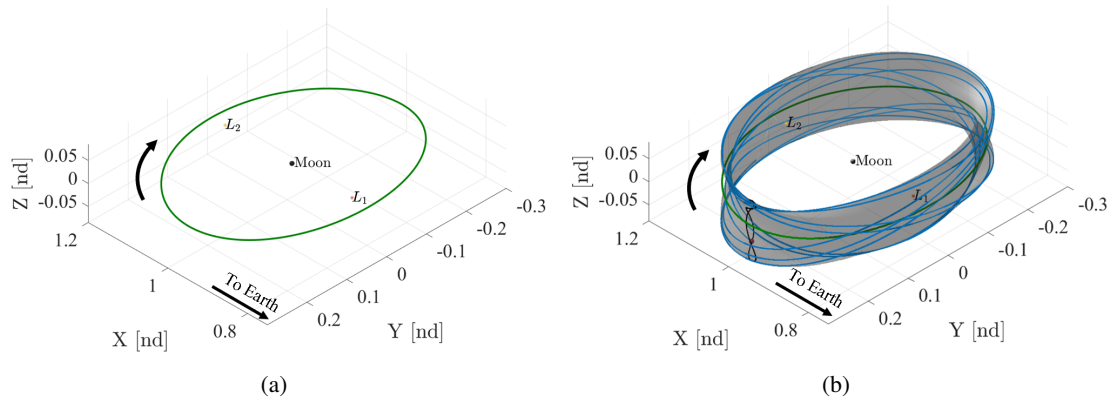 L₂
Moon
L₁
Z [nd]
0.05
0
-0.05
1.2
1
0.8
X [nd]
To Earth
0.2
0.1
0
-0.1
-0.2
-0.3
Y [nd]
(a)
L₂
Moon
L₁
Z [nd]
0.05
0
-0.05
1.2
1
0.8
X [nd]
To Earth
0.2
0.1
0
-0.1
-0.2
-0.3
Y [nd]
(b)